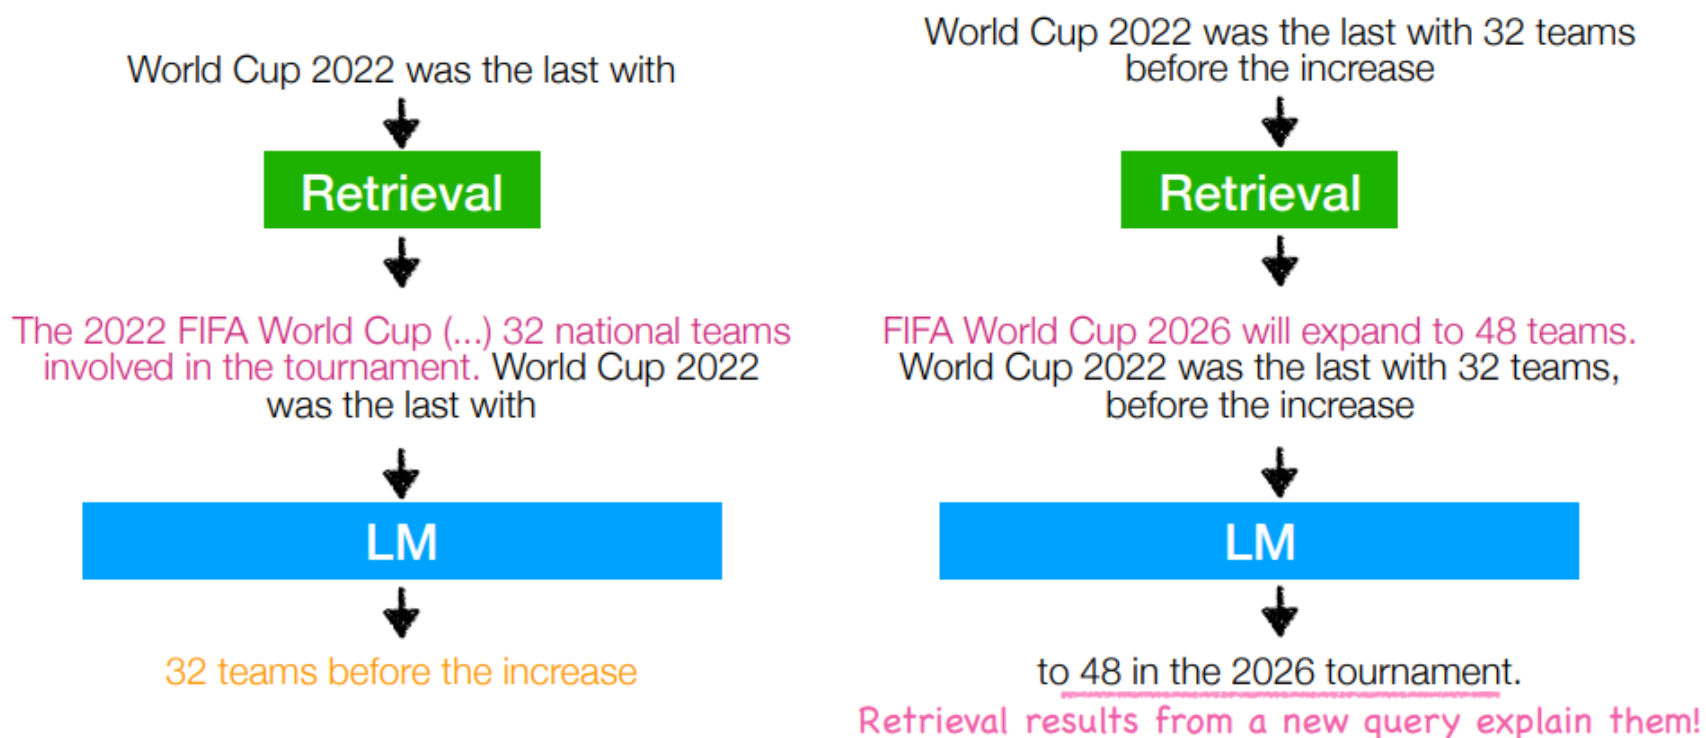 World Cup 2022 was the last with
Retrieval
The 2022 FIFA World Cup (...) 32 national teams
involved in the tournament. World Cup 2022
was the last with
LM
32 teams before the increase
World Cup 2022 was the last with 32 teams
before the increase
Retrieval
FIFA World Cup 2026 will expand to 48 teams.
World Cup 2022 was the last with 32 teams,
before the increase
LM
to 48 in the 2026 tournament.
Retrieval results from a new query explain them!